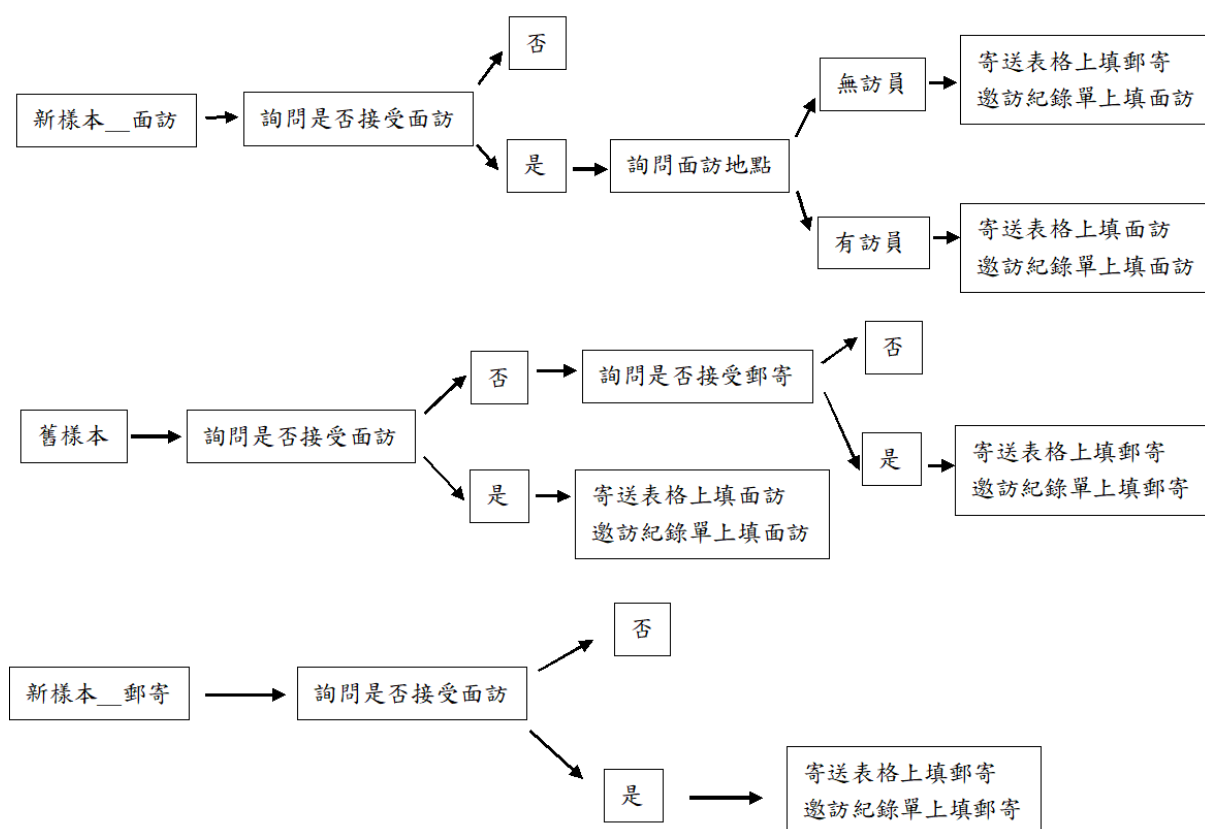 新樣本__面訪
詢問是否接受面訪
否
是
詢問面訪地點
無訪員
寄送表格上填郵寄
邀訪紀錄單上填面訪
有訪員
寄送表格上填面訪
邀訪紀錄單上填面訪
舊樣本
詢問是否接受面訪
否
詢問是否接受郵寄
否
是
寄送表格上填郵寄
邀訪紀錄單上填郵寄
是
寄送表格上填面訪
邀訪紀錄單上填面訪
新樣本__郵寄
詢問是否接受面訪
否
是
寄送表格上填郵寄
邀訪紀錄單上填郵寄